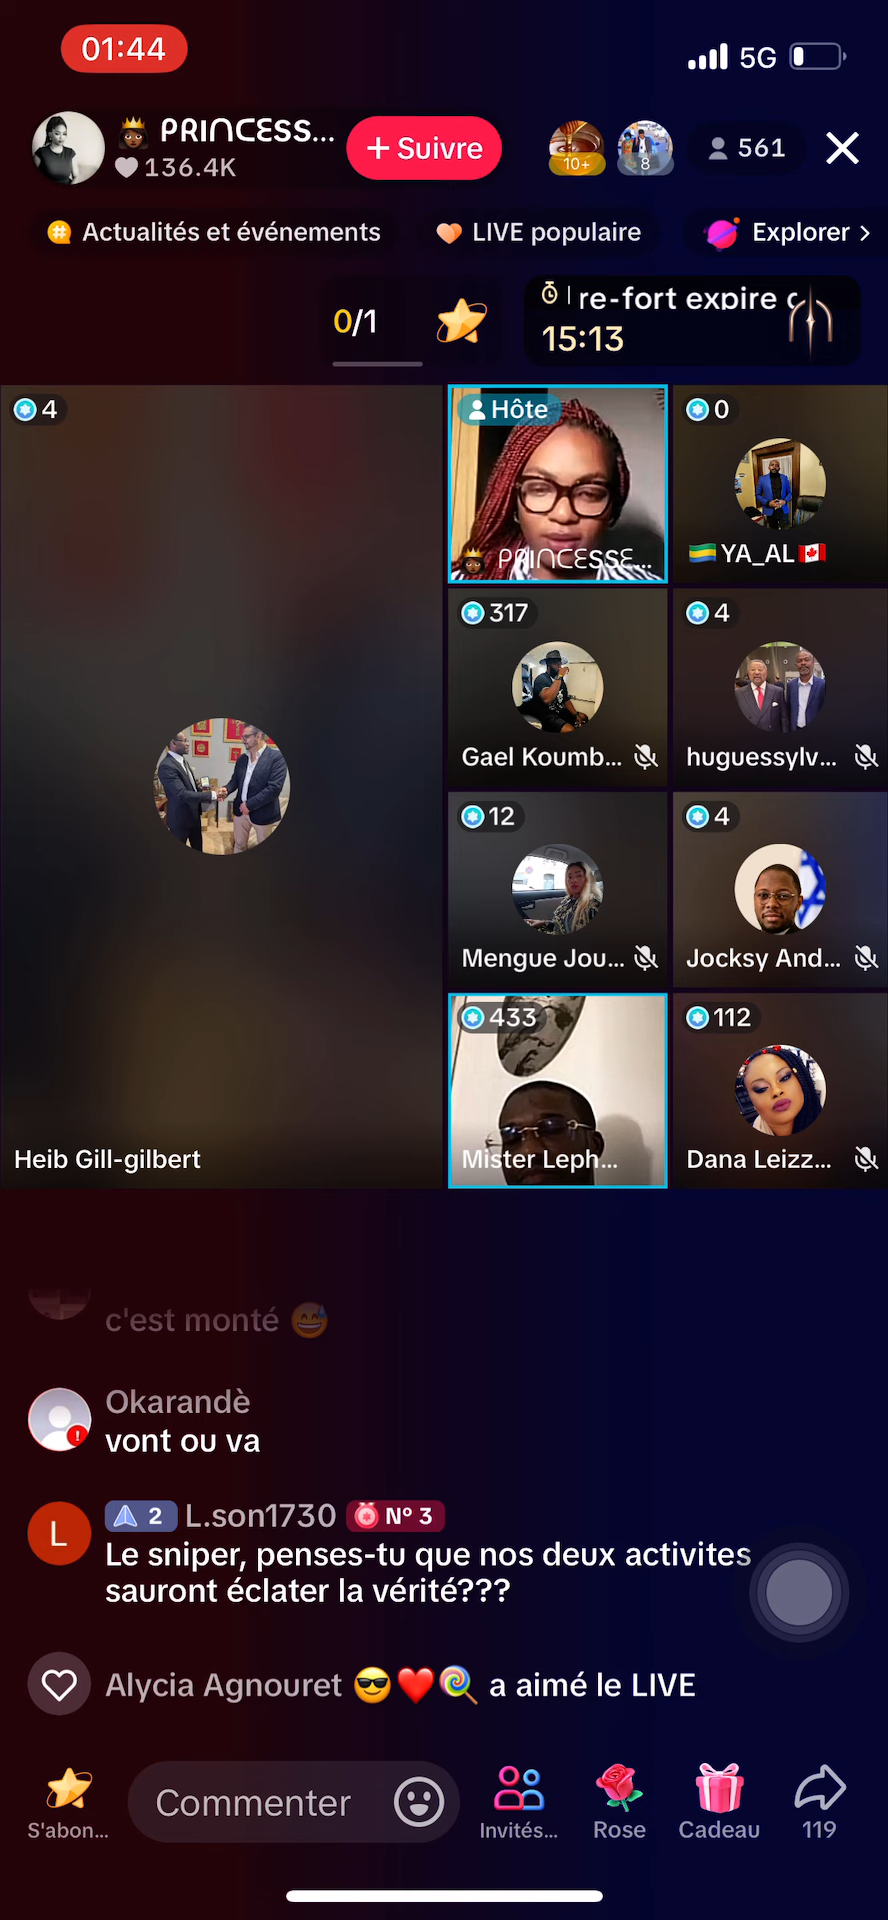 01:44
5G
PRINCESS...
136.4K
+ Suivre
10+
8
561
Actualités et événements
LIVE populaire
Explorer >
0/1
re-fort expire
15:13
4
Hôte
PRINCESSE...
0
YA_AL
317
Gael Koumb...
4
huguessylv...
12
Mengue Jou...
4
Jocksy And...
433
Mister Leph...
112
Dana Leizz...
Heib Gill-gilbert
c'est monté 😅
Okarandè
vont ou va
L
2 L.son1730 Nº 3
Le sniper, penses-tu que nos deux activites
sauront éclater la vérité???
Alycia Agnouret 😎❤️🍭 a aimé le LIVE
S'abon...
Commenter
Invités...
Rose
Cadeau
119